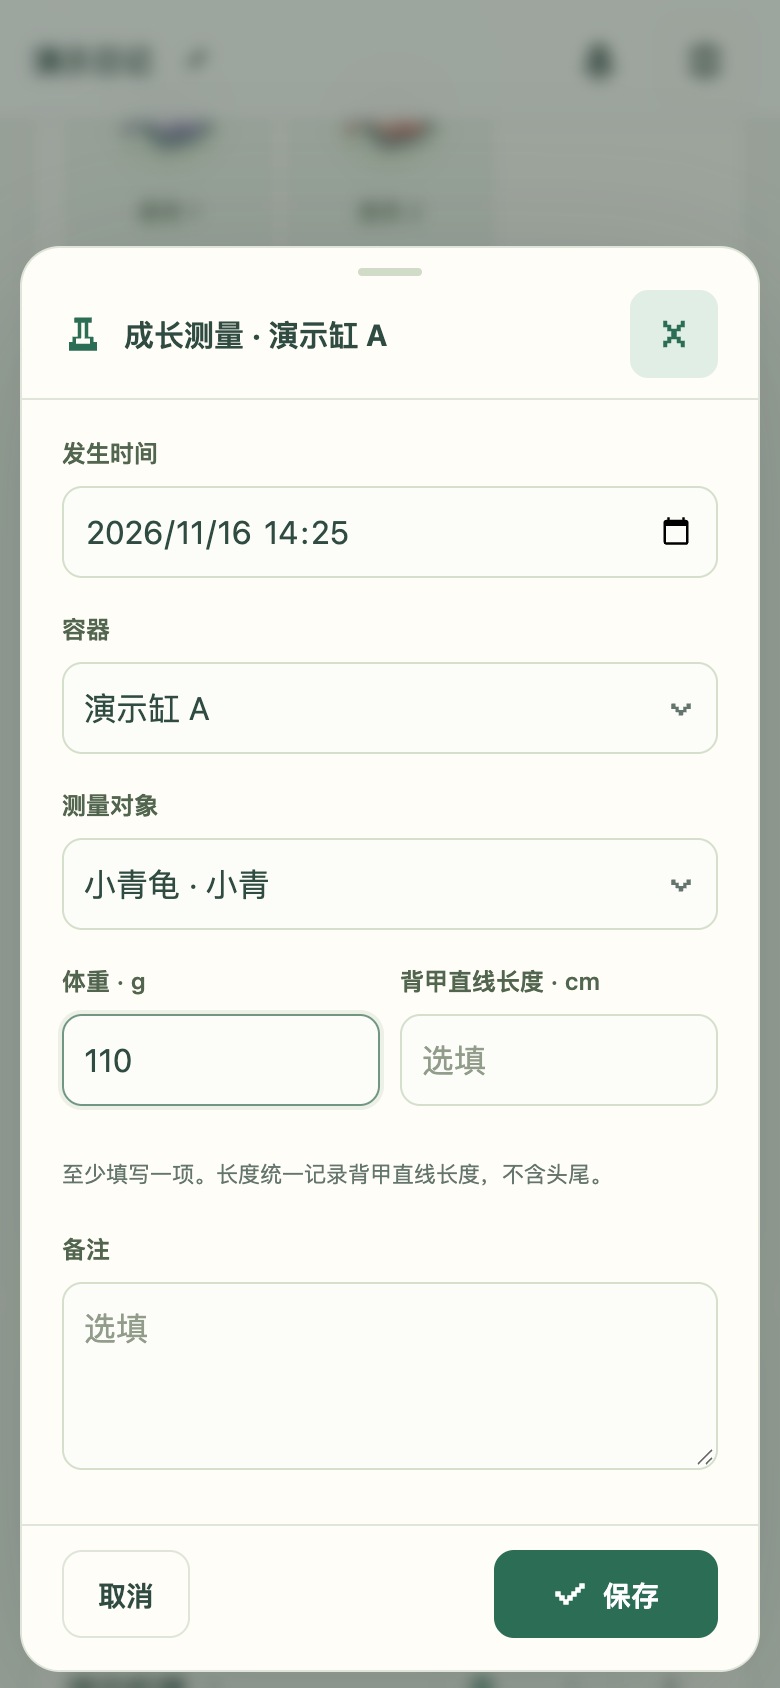 成长测量 · 演示缸 A
发生时间
2026/11/16 14:25
容器
演示缸 A
测量对象
小青龟 · 小青
体重 · g
背甲直线长度 · cm
110
选填
至少填写一项。长度统一记录背甲直线长度，不含头尾。
备注
选填
取消
保存